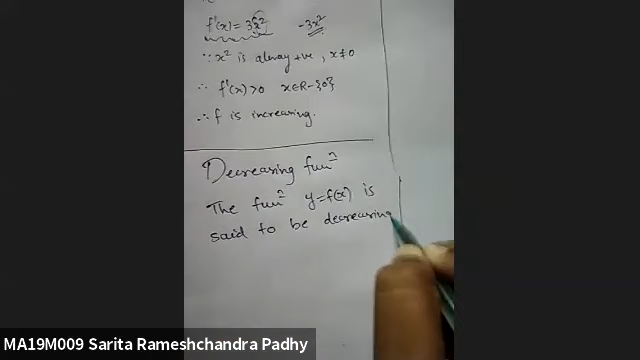 f'(x) = 3x² -3x²
∵ x² is alway +ve, x≠0
∴ f'(x)>0 x∈R-{0}
∴ f is increasing.
Decreasing funⁿ
The funⁿ y=f(x) is
said to be decreasing
MA19M009 Sarita Rameshchandra Padhy